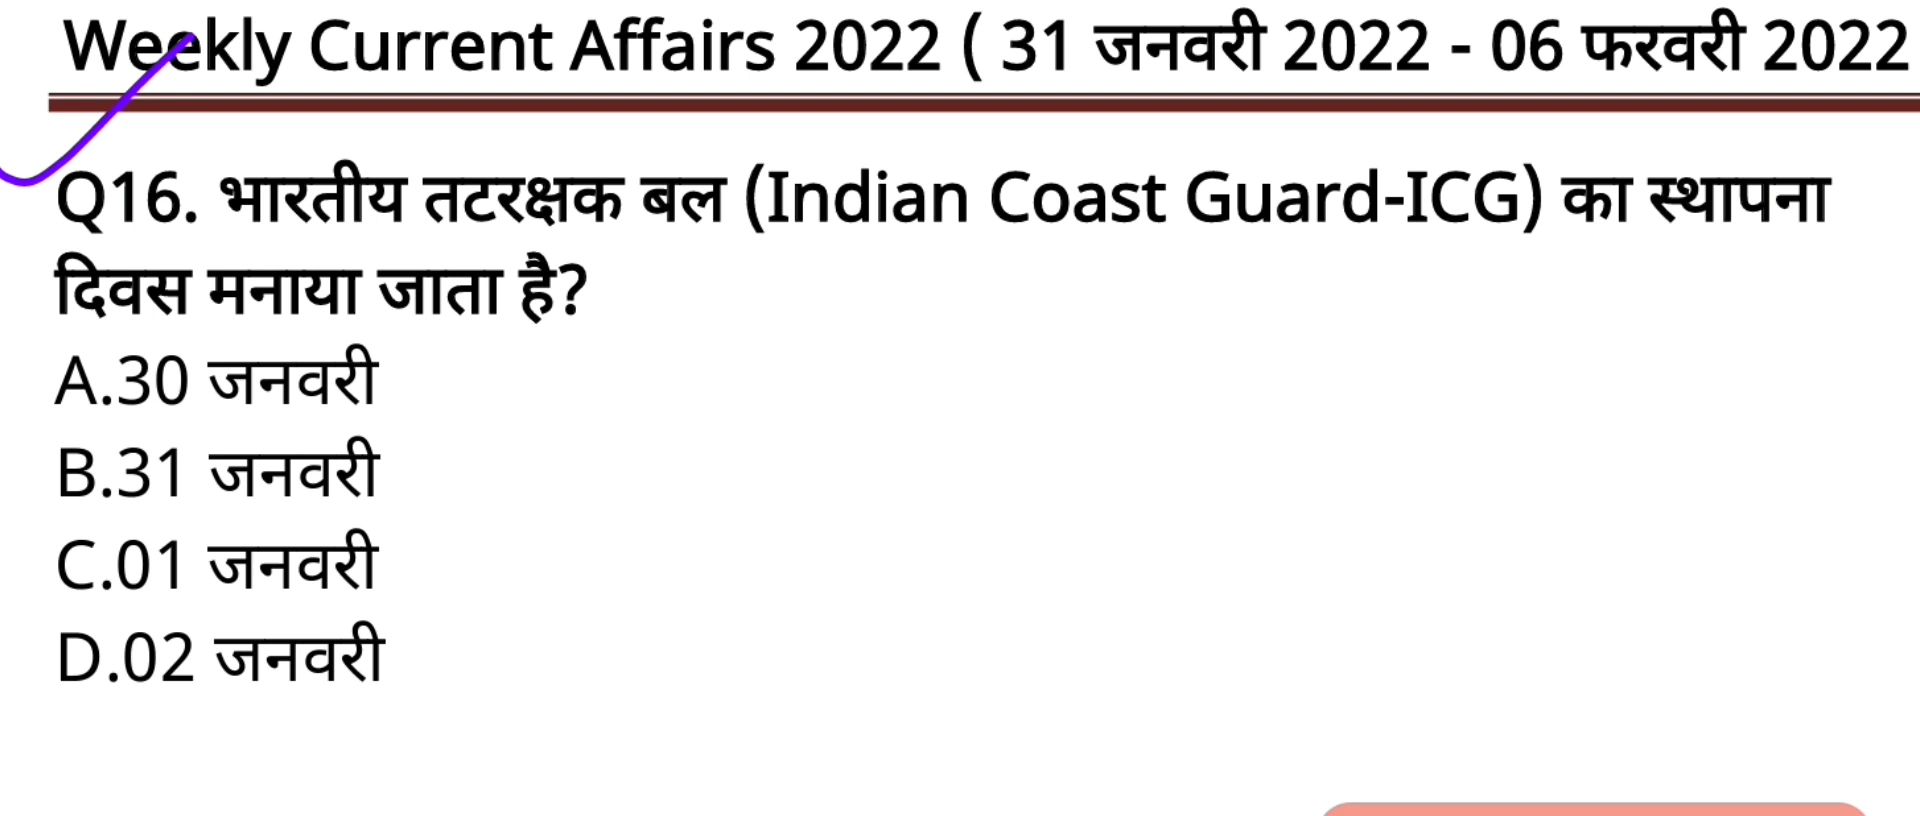 Weekly Current Affairs 2022 ( 31 जनवरी 2022 - 06 फरवरी 2022
Q16. भारतीय तटरक्षक बल (Indian Coast Guard-ICG) का स्थापना
दिवस मनाया जाता है?
A.30 जनवरी
B.31 जनवरी
C.01 जनवरी
D.02 जनवरी